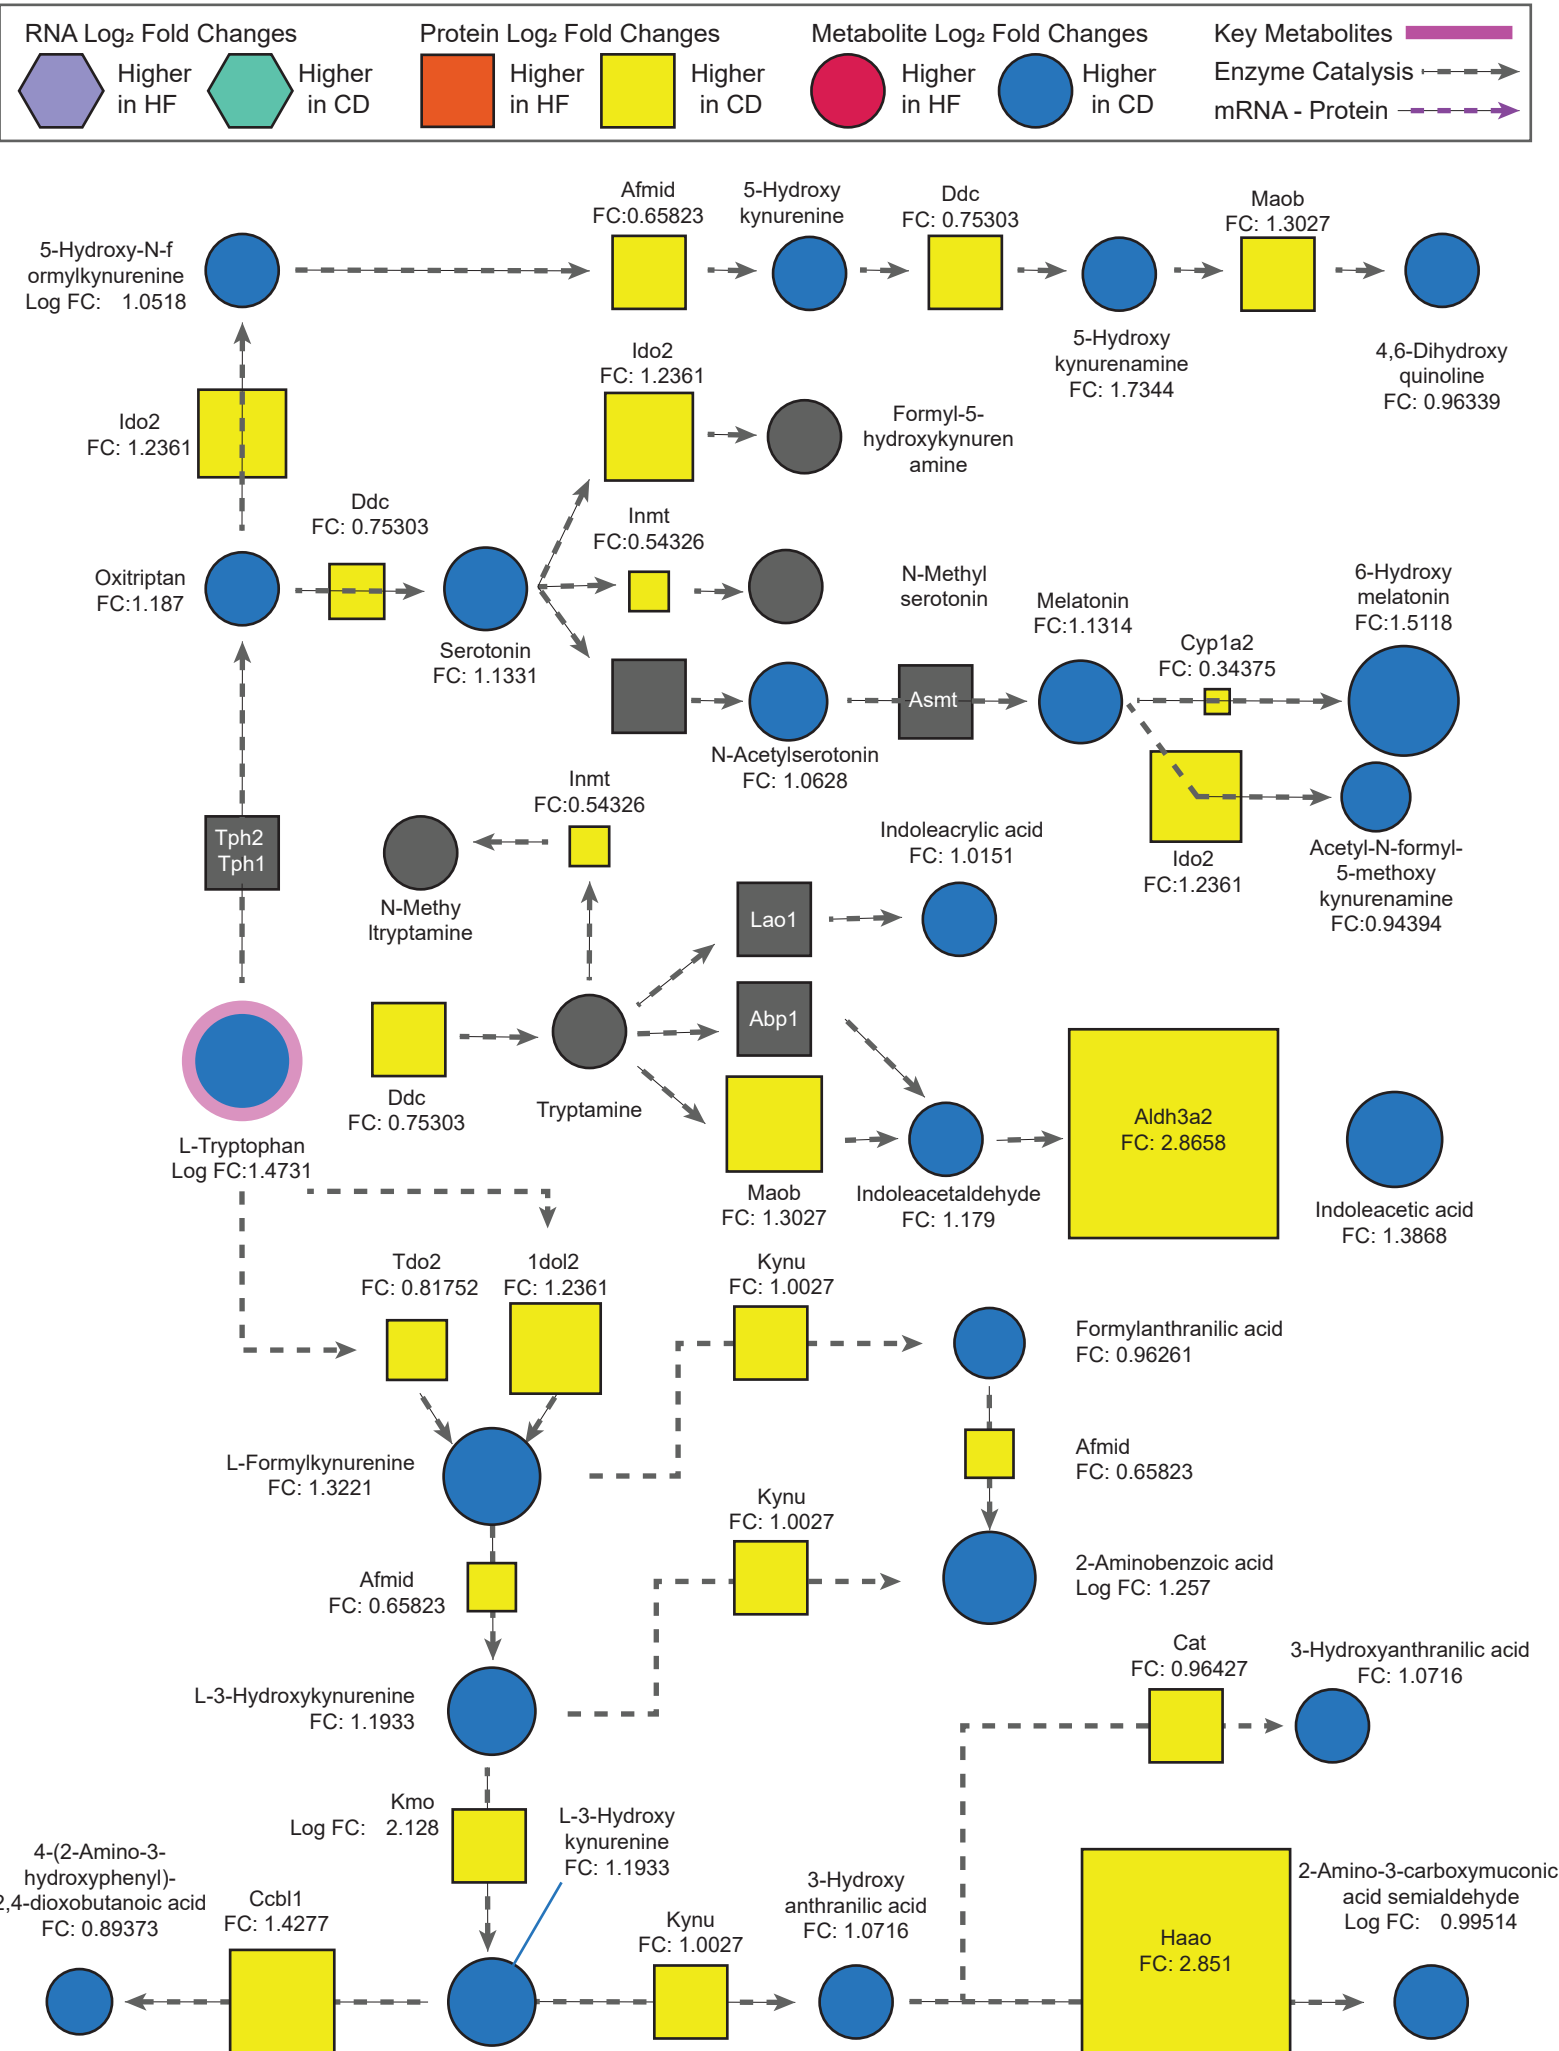 RNA Log₂ Fold Changes
Higher
in HF
Higher
in CD
Protein Log₂ Fold Changes
Higher
in HF
Higher
in CD
Metabolite Log₂ Fold Changes
Higher
in HF
Higher
in CD
Key Metabolites
Enzyme Catalysis
mRNA - Protein
5-Hydroxy-N-f
ormylkynurenine
Log FC: 1.0518
Afmid
FC:0.65823
5-Hydroxy
kynurenine
Ddc
FC: 0.75303
5-Hydroxy
kynurenamine
FC: 1.7344
Maob
FC: 1.3027
4,6-Dihydroxy
quinoline
FC: 0.96339
Ido2
FC: 1.2361
Ido2
FC: 1.2361
Formyl-5-
hydroxykynuren
amine
Oxitriptan
FC:1.187
Ddc
FC: 0.75303
Serotonin
FC: 1.1331
Inmt
FC:0.54326
N-Methyl
serotonin
N-Acetylserotonin
FC: 1.0628
Asmt
Melatonin
FC:1.1314
Cyp1a2
FC: 0.34375
6-Hydroxy
melatonin
FC:1.5118
Ido2
FC:1.2361
Acetyl-N-formyl-
5-methoxy
kynurenamine
FC:0.94394
Tph2
Tph1
N-Methy
ltryptamine
Inmt
FC:0.54326
Indoleacrylic acid
FC: 1.0151
Lao1
Abp1
L-Tryptophan
Log FC:1.4731
Ddc
FC: 0.75303
Tryptamine
Maob
FC: 1.3027
Indoleacetaldehyde
FC: 1.179
Aldh3a2
FC: 2.8658
Indoleacetic acid
FC: 1.3868
Tdo2
FC: 0.81752
1dol2
FC: 1.2361
Kynu
FC: 1.0027
Formylanthranilic acid
FC: 0.96261
L-Formylkynurenine
FC: 1.3221
Afmid
FC: 0.65823
Kynu
FC: 1.0027
2-Aminobenzoic acid
Log FC: 1.257
Afmid
FC: 0.65823
L-3-Hydroxykynurenine
FC: 1.1933
Cat
FC: 0.96427
3-Hydroxyanthranilic acid
FC: 1.0716
Kmo
Log FC: 2.128
L-3-Hydroxy
kynurenine
FC: 1.1933
4-(2-Amino-3-
hydroxyphenyl)-
2,4-dioxobutanoic acid
FC: 0.89373
Ccbl1
FC: 1.4277
Kynu
FC: 1.0027
3-Hydroxy
anthranilic acid
FC: 1.0716
Haao
FC: 2.851
2-Amino-3-carboxymuconic
acid semialdehyde
Log FC: 0.99514